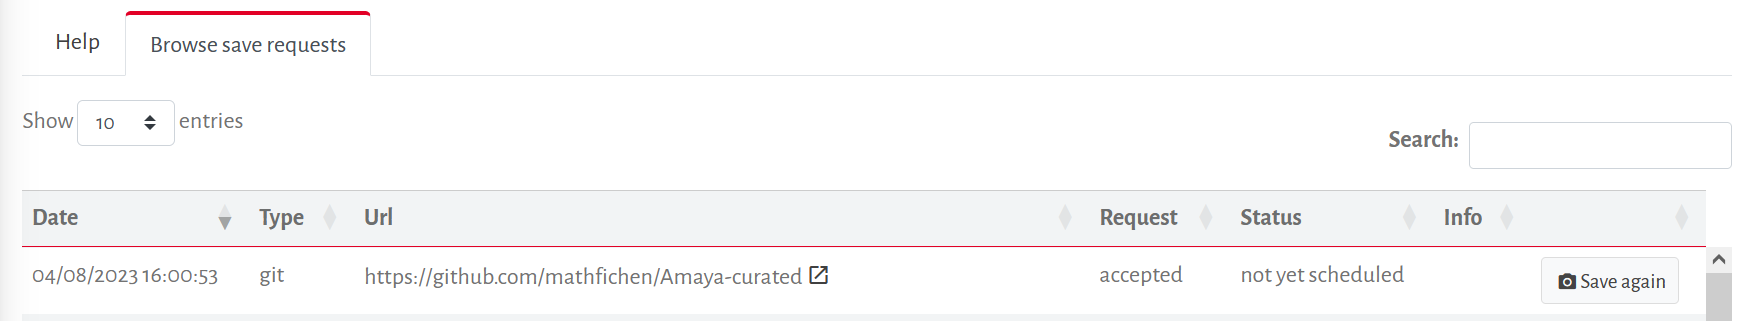 Help Browse save requests
Show 10 entries
Search:
Date Type Url Request Status Info
04/08/2023 16:00:53 git https://github.com/mathfichen/Amaya-curated accepted not yet scheduled Save again